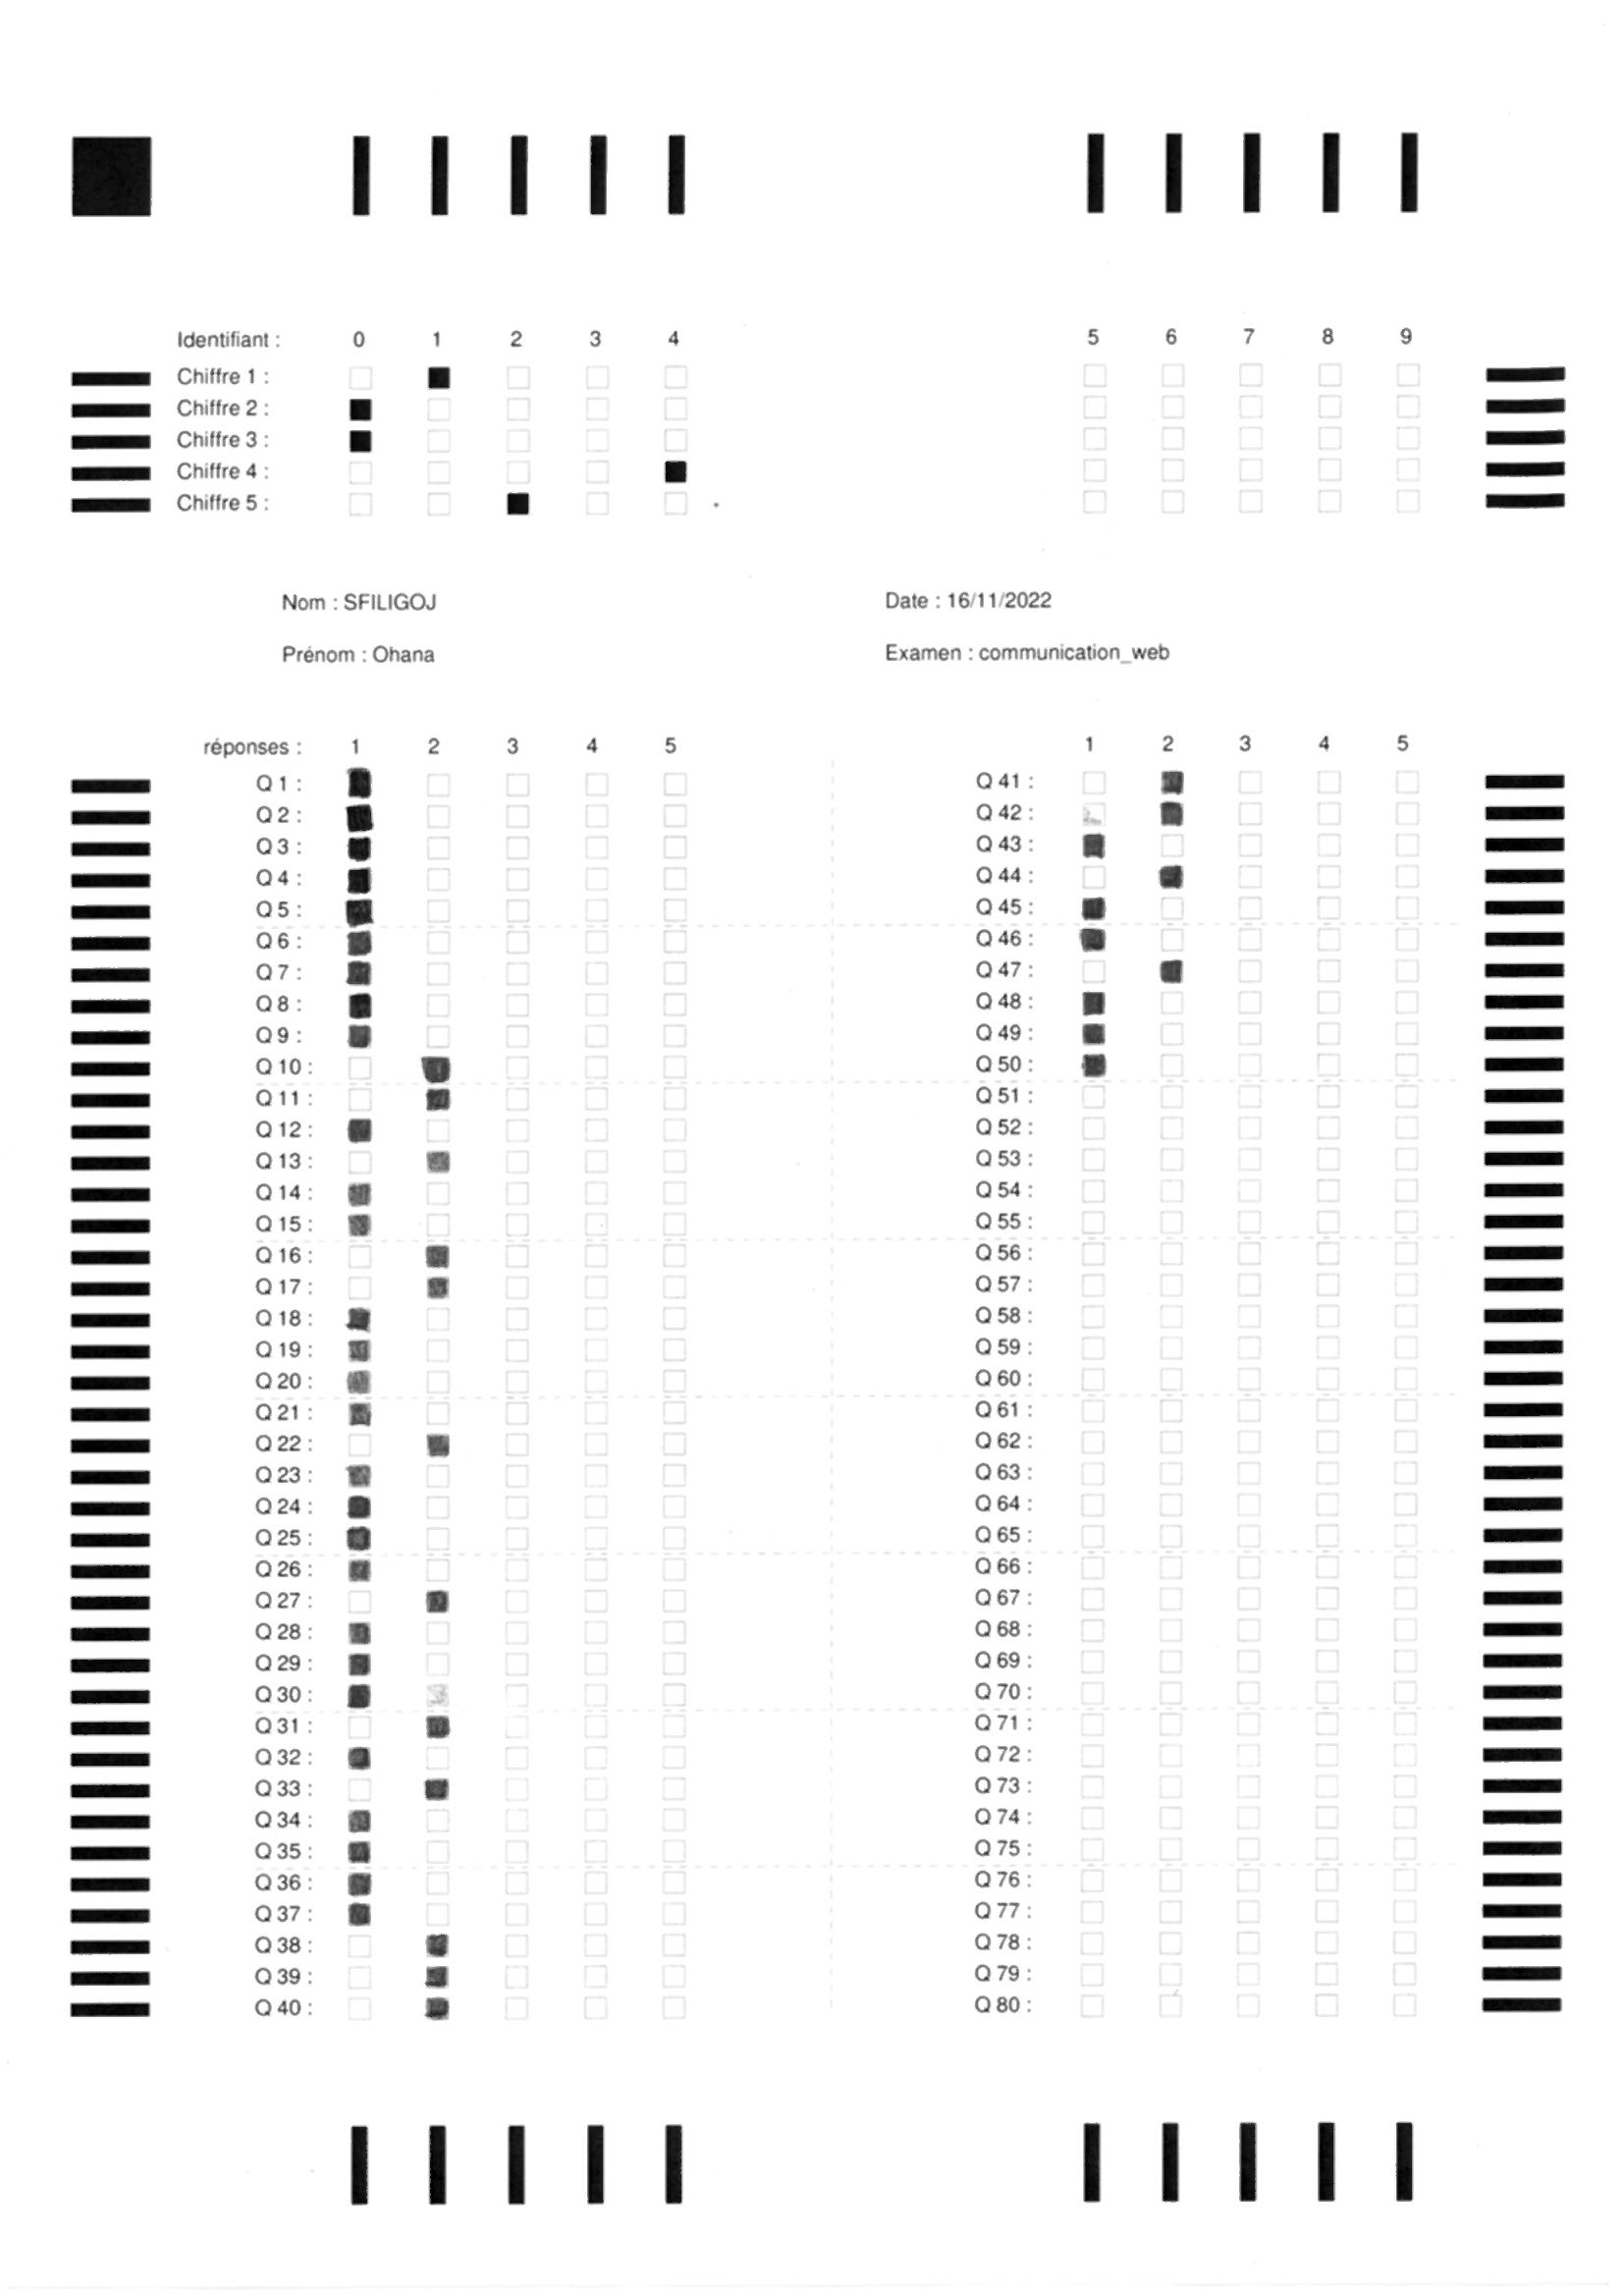 Identifiant : 0 1 2 3 4 5 6 7 8 9
Chiffre 1 :
Chiffre 2 :
Chiffre 3 :
Chiffre 4 :
Chiffre 5 :
Nom : SFILIGOJ
Date : 16/11/2022
Prénom : Ohana
Examen : communication_web
réponses : 1 2 3 4 5
Q 1 :
Q 2 :
Q 3 :
Q 4 :
Q 5 :
Q 6 :
Q 7 :
Q 8 :
Q 9 :
Q 10 :
Q 11 :
Q 12 :
Q 13 :
Q 14 :
Q 15 :
Q 16 :
Q 17 :
Q 18 :
Q 19 :
Q 20 :
Q 21 :
Q 22 :
Q 23 :
Q 24 :
Q 25 :
Q 26 :
Q 27 :
Q 28 :
Q 29 :
Q 30 :
Q 31 :
Q 32 :
Q 33 :
Q 34 :
Q 35 :
Q 36 :
Q 37 :
Q 38 :
Q 39 :
Q 40 :
1 2 3 4 5
Q 41 :
Q 42 :
Q 43 :
Q 44 :
Q 45 :
Q 46 :
Q 47 :
Q 48 :
Q 49 :
Q 50 :
Q 51 :
Q 52 :
Q 53 :
Q 54 :
Q 55 :
Q 56 :
Q 57 :
Q 58 :
Q 59 :
Q 60 :
Q 61 :
Q 62 :
Q 63 :
Q 64 :
Q 65 :
Q 66 :
Q 67 :
Q 68 :
Q 69 :
Q 70 :
Q 71 :
Q 72 :
Q 73 :
Q 74 :
Q 75 :
Q 76 :
Q 77 :
Q 78 :
Q 79 :
Q 80 :